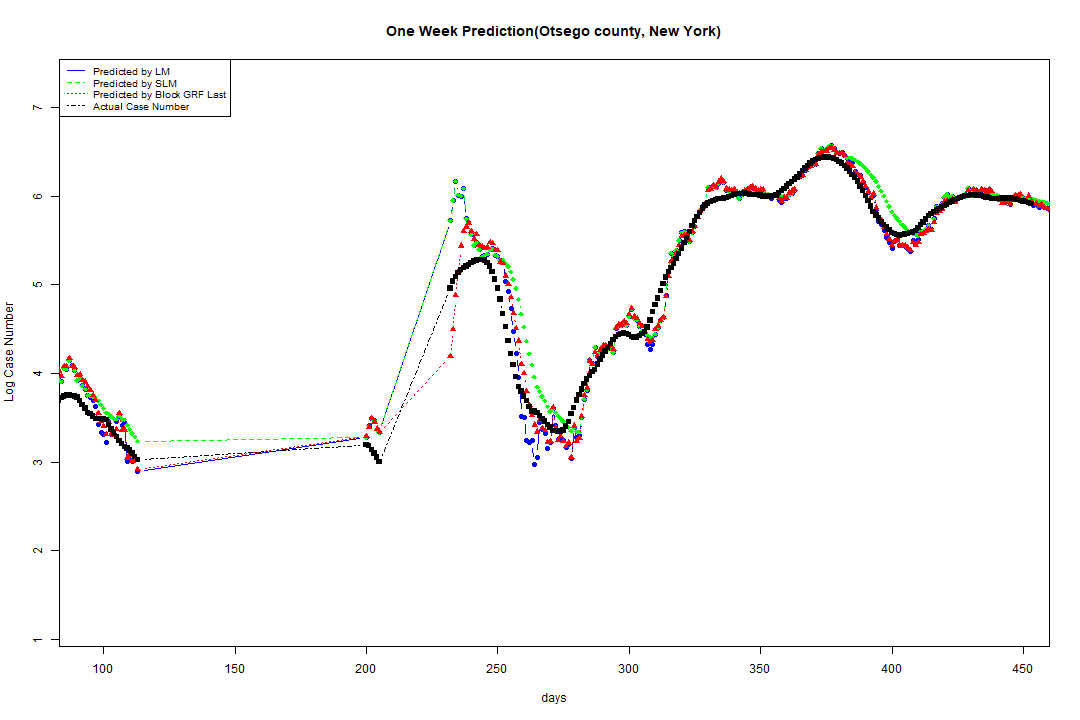 One Week Prediction(Otsego county, New York)
Predicted by LM
Predicted by SLM
Predicted by Block GRF Last
Actual Case Number
Log Case Number
7
6
5
4
3
2
1
100 150 200 250 300 350 400 450
days